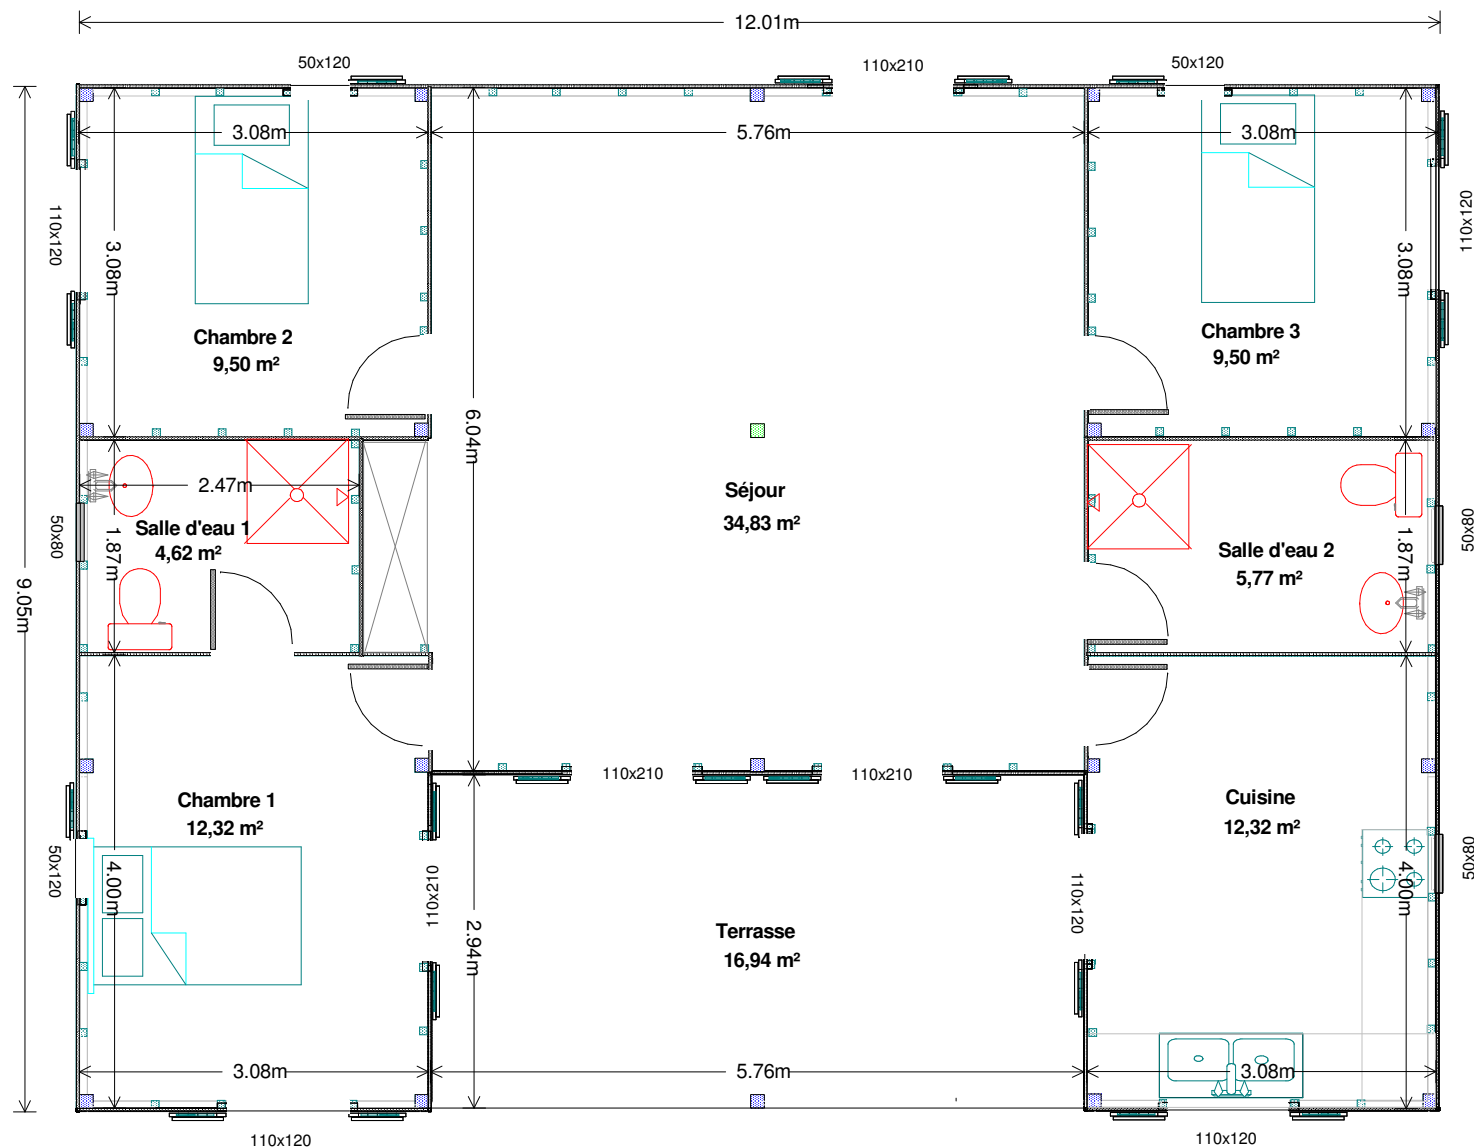 12.01m
50x120
110x210
50x120
3.08m
5.76m
3.08m
110x120
3.08m
3.08m
110x120
Chambre 2
9,50 m²
Chambre 3
9,50 m²
6.04m
2.47m
Séjour
34,83 m²
50x80
Salle d'eau 1
4,62 m²
1.87m
Salle d'eau 2
5,77 m²
1.87m
50x80
9.05m
110x210
110x210
Chambre 1
12,32 m²
Cuisine
12,32 m²
50x120
4.00m
110x210
2.94m
Terrasse
16,94 m²
110x120
4.00m
50x80
3.08m
5.76m
3.08m
110x120
110x120